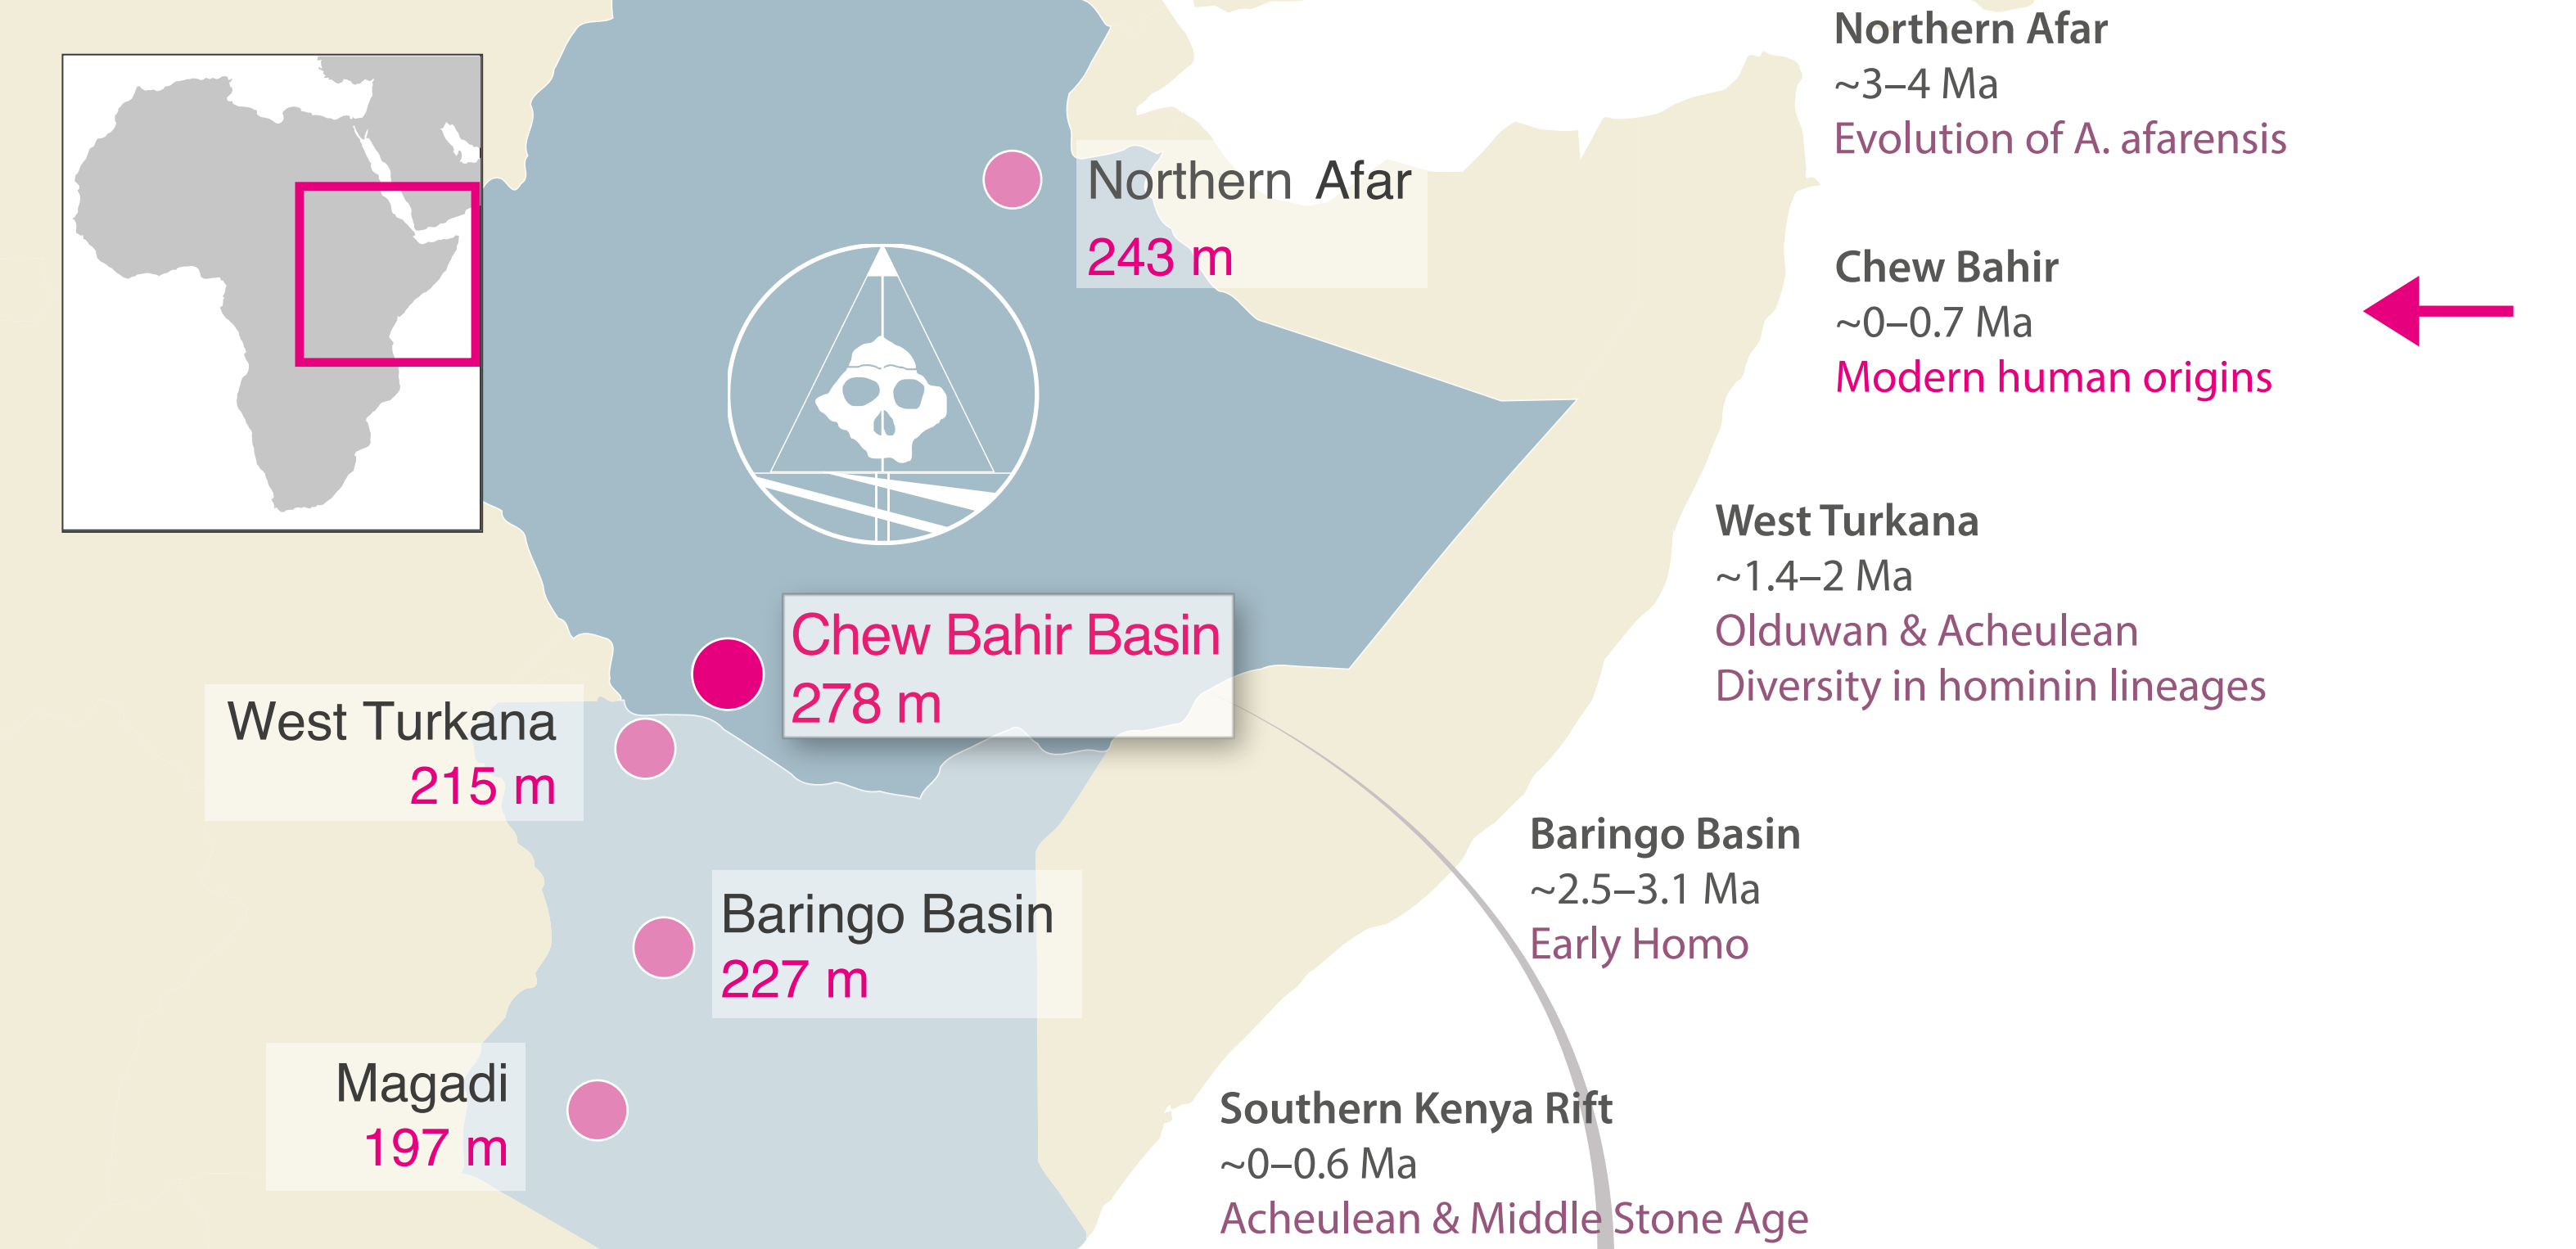 Northern Afar
243 m
Chew Bahir Basin
278 m
West Turkana
215 m
Baringo Basin
227 m
Magadi
197 m
Northern Afar
~3–4 Ma
Evolution of A. afarensis
Chew Bahir
~0–0.7 Ma
Modern human origins
West Turkana
~1.4–2 Ma
Olduwan & Acheulean
Diversity in hominin lineages
Baringo Basin
~2.5–3.1 Ma
Early Homo
Southern Kenya Rift
~0–0.6 Ma
Acheulean & Middle Stone Age